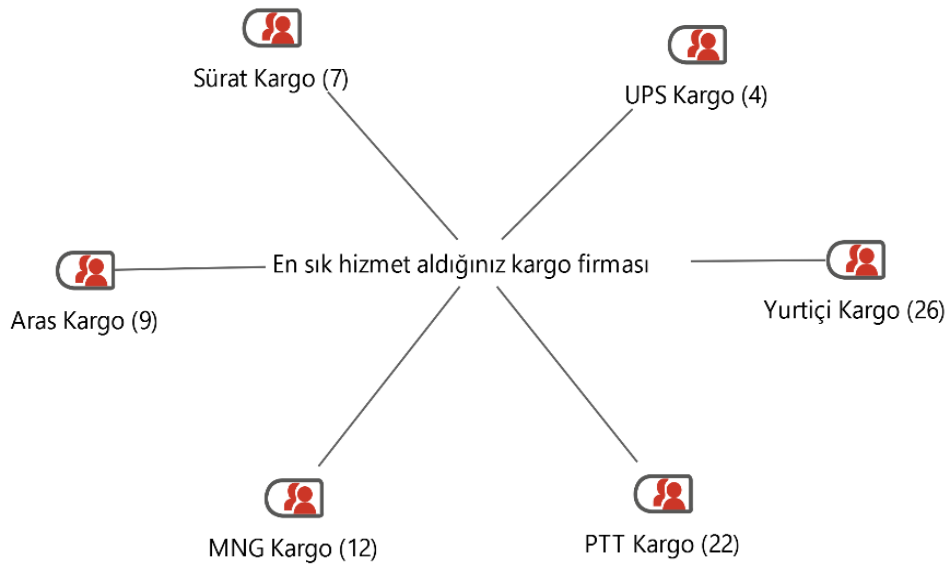 Sürat Kargo (7)
UPS Kargo (4)
En sık hizmet aldığınız kargo firması
Aras Kargo (9)
Yurtiçi Kargo (26)
MNG Kargo (12)
PTT Kargo (22)